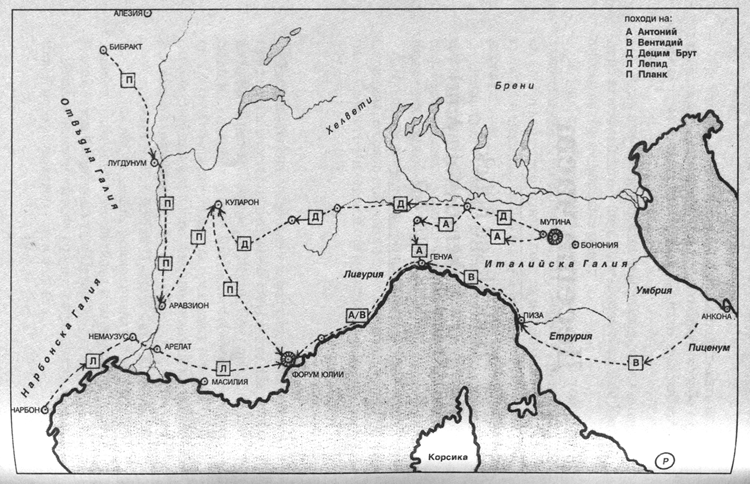 АЛЕЗИЯ
походи на:
А Антоний
В Вентидий
Д Децим Брут
Л Лепид
П Планк
БИБРАКТ
П
Отвъдна Галия
Хелвети
Брени
ЛУГДУНУМ
П
КУЛАРОН
Д
Д
Д
Д
А
А
МУТИНА
БОНОНИЯ
П
П
А
ГЕНУА
В
Италийска Галия
Лигурия
П
АРАВЗИОН
А/В
Умбрия
АНКОНА
ПИЗА
Етрурия
Пиценум
В
Нарбонска Галия
НЕМАУЗУС
АРЕЛАТ
Л
Л
ФОРУМ ЮЛИИ
МАСИЛИЯ
НАРБОН
Корсика
Р